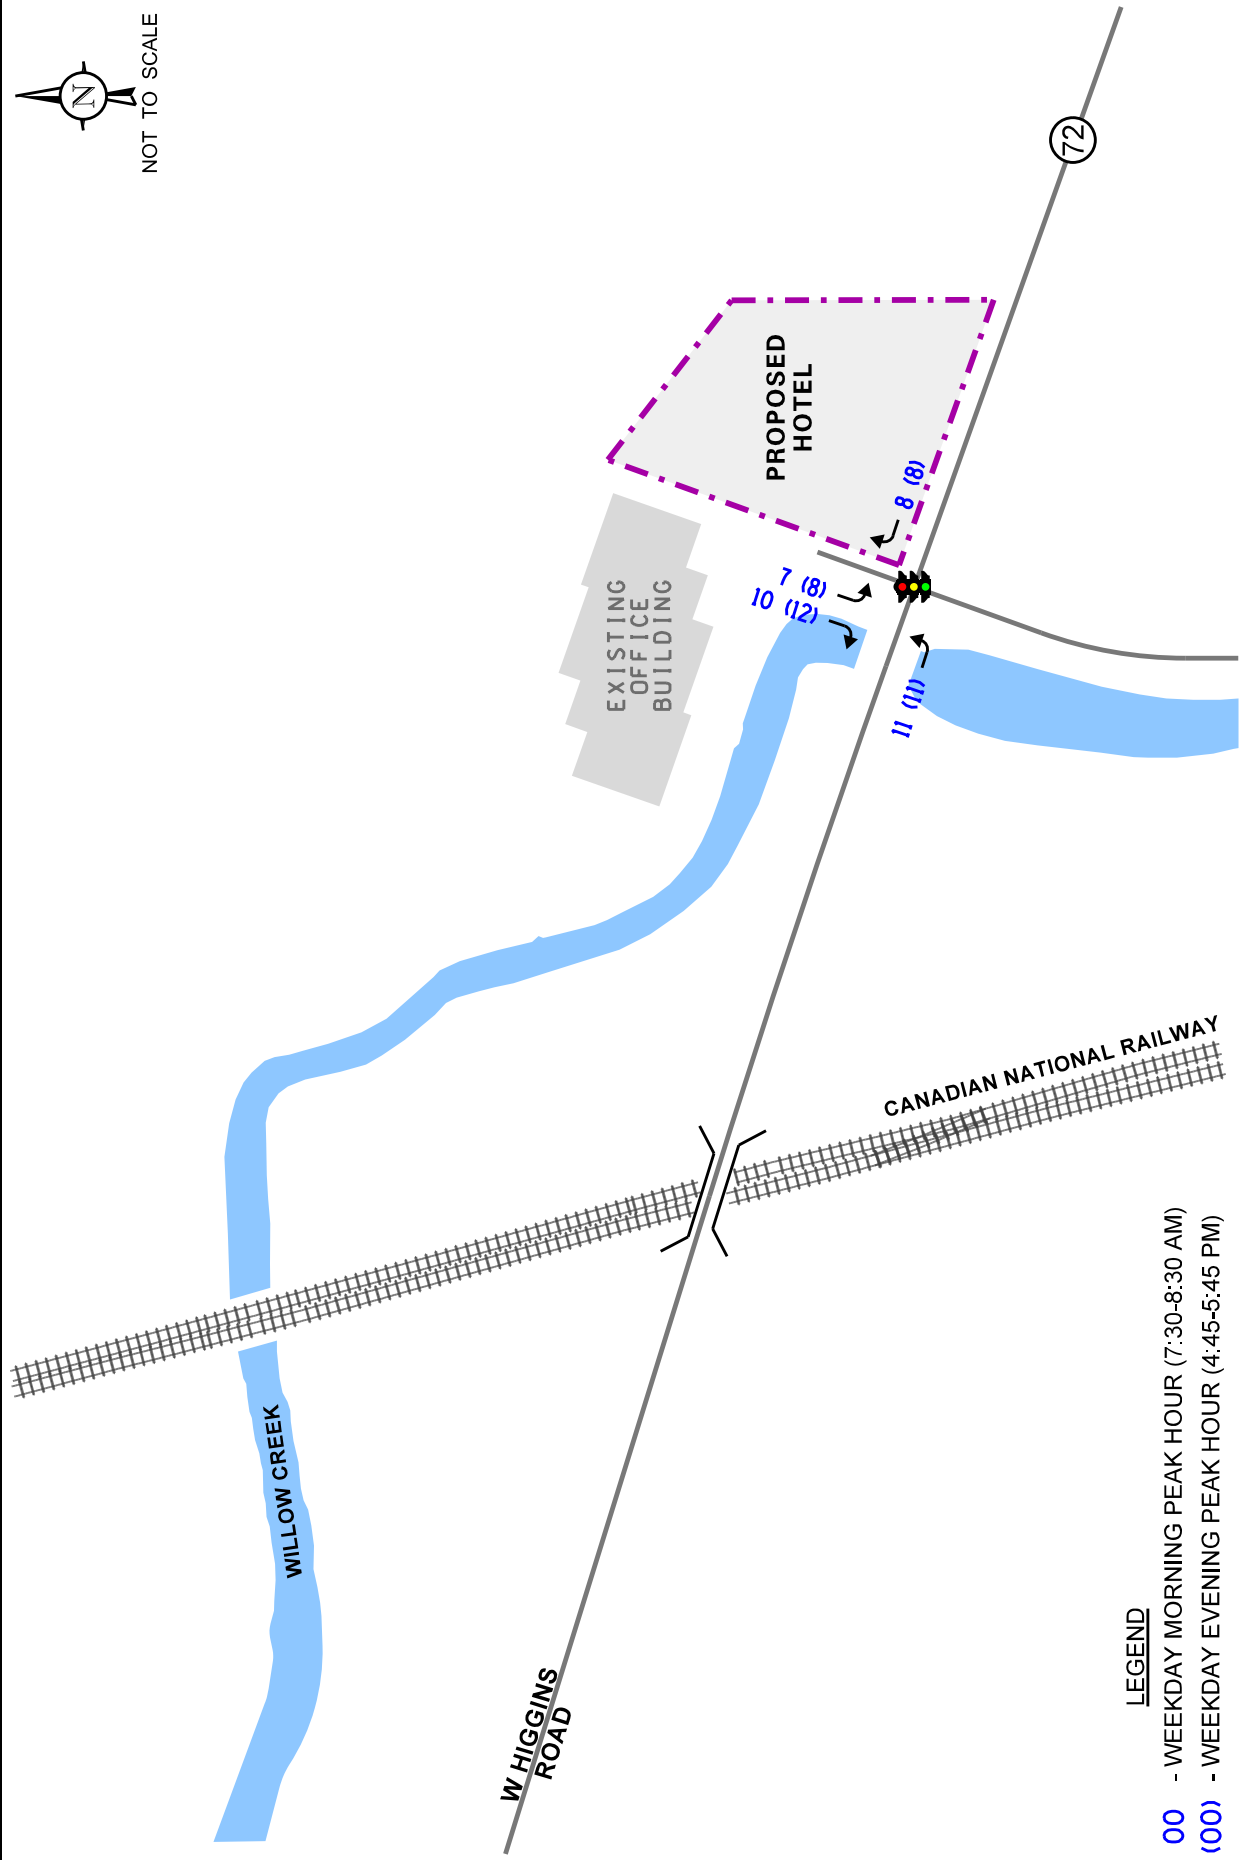 N
NOT TO SCALE
72
PROPOSED
HOTEL
EXISTING
OFFICE
BUILDING
8 (8)
7 (8)
10 (12)
11 (11)
CANADIAN NATIONAL RAILWAY
WILLOW CREEK
W HIGGINS
ROAD
LEGEND
00 - WEEKDAY MORNING PEAK HOUR (7:30-8:30 AM)
(00) - WEEKDAY EVENING PEAK HOUR (4:45-5:45 PM)